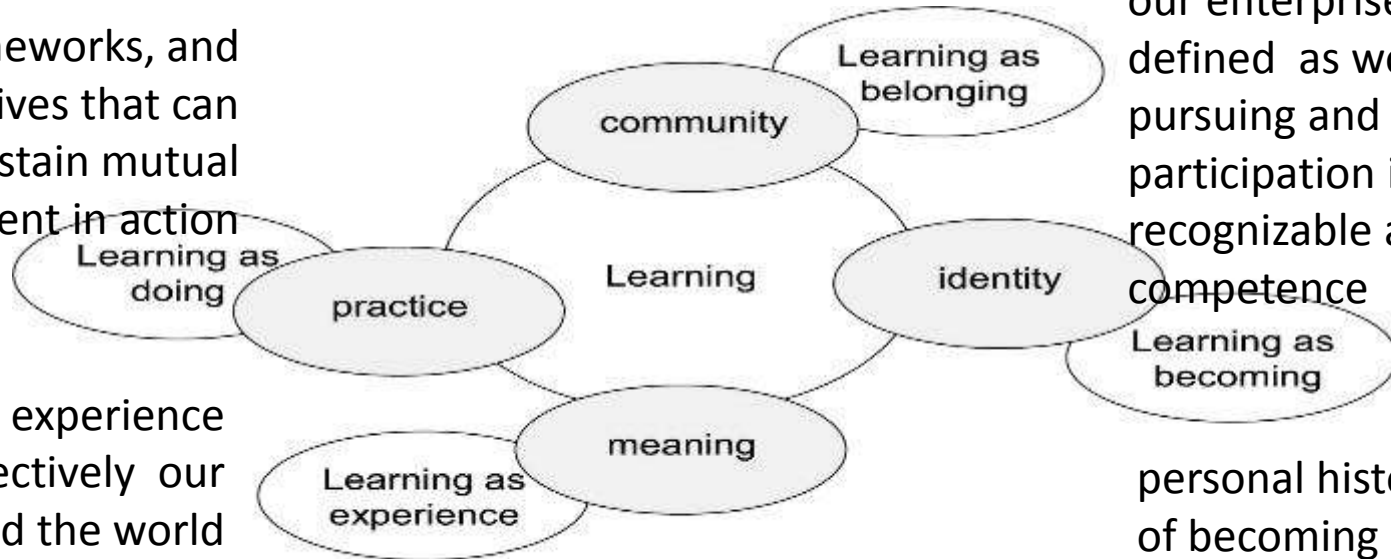 eworks, and
ives that can
stain mutual
ent in action
our enterprise
defined as we
pursuing and
participation i
recognizable a
competence
Learning as
belonging
community
Learning as
doing
practice
Learning
identity
Learning as
becoming
meaning
Learning as
experience
experience
ectively our
d the world
personal histo
of becoming